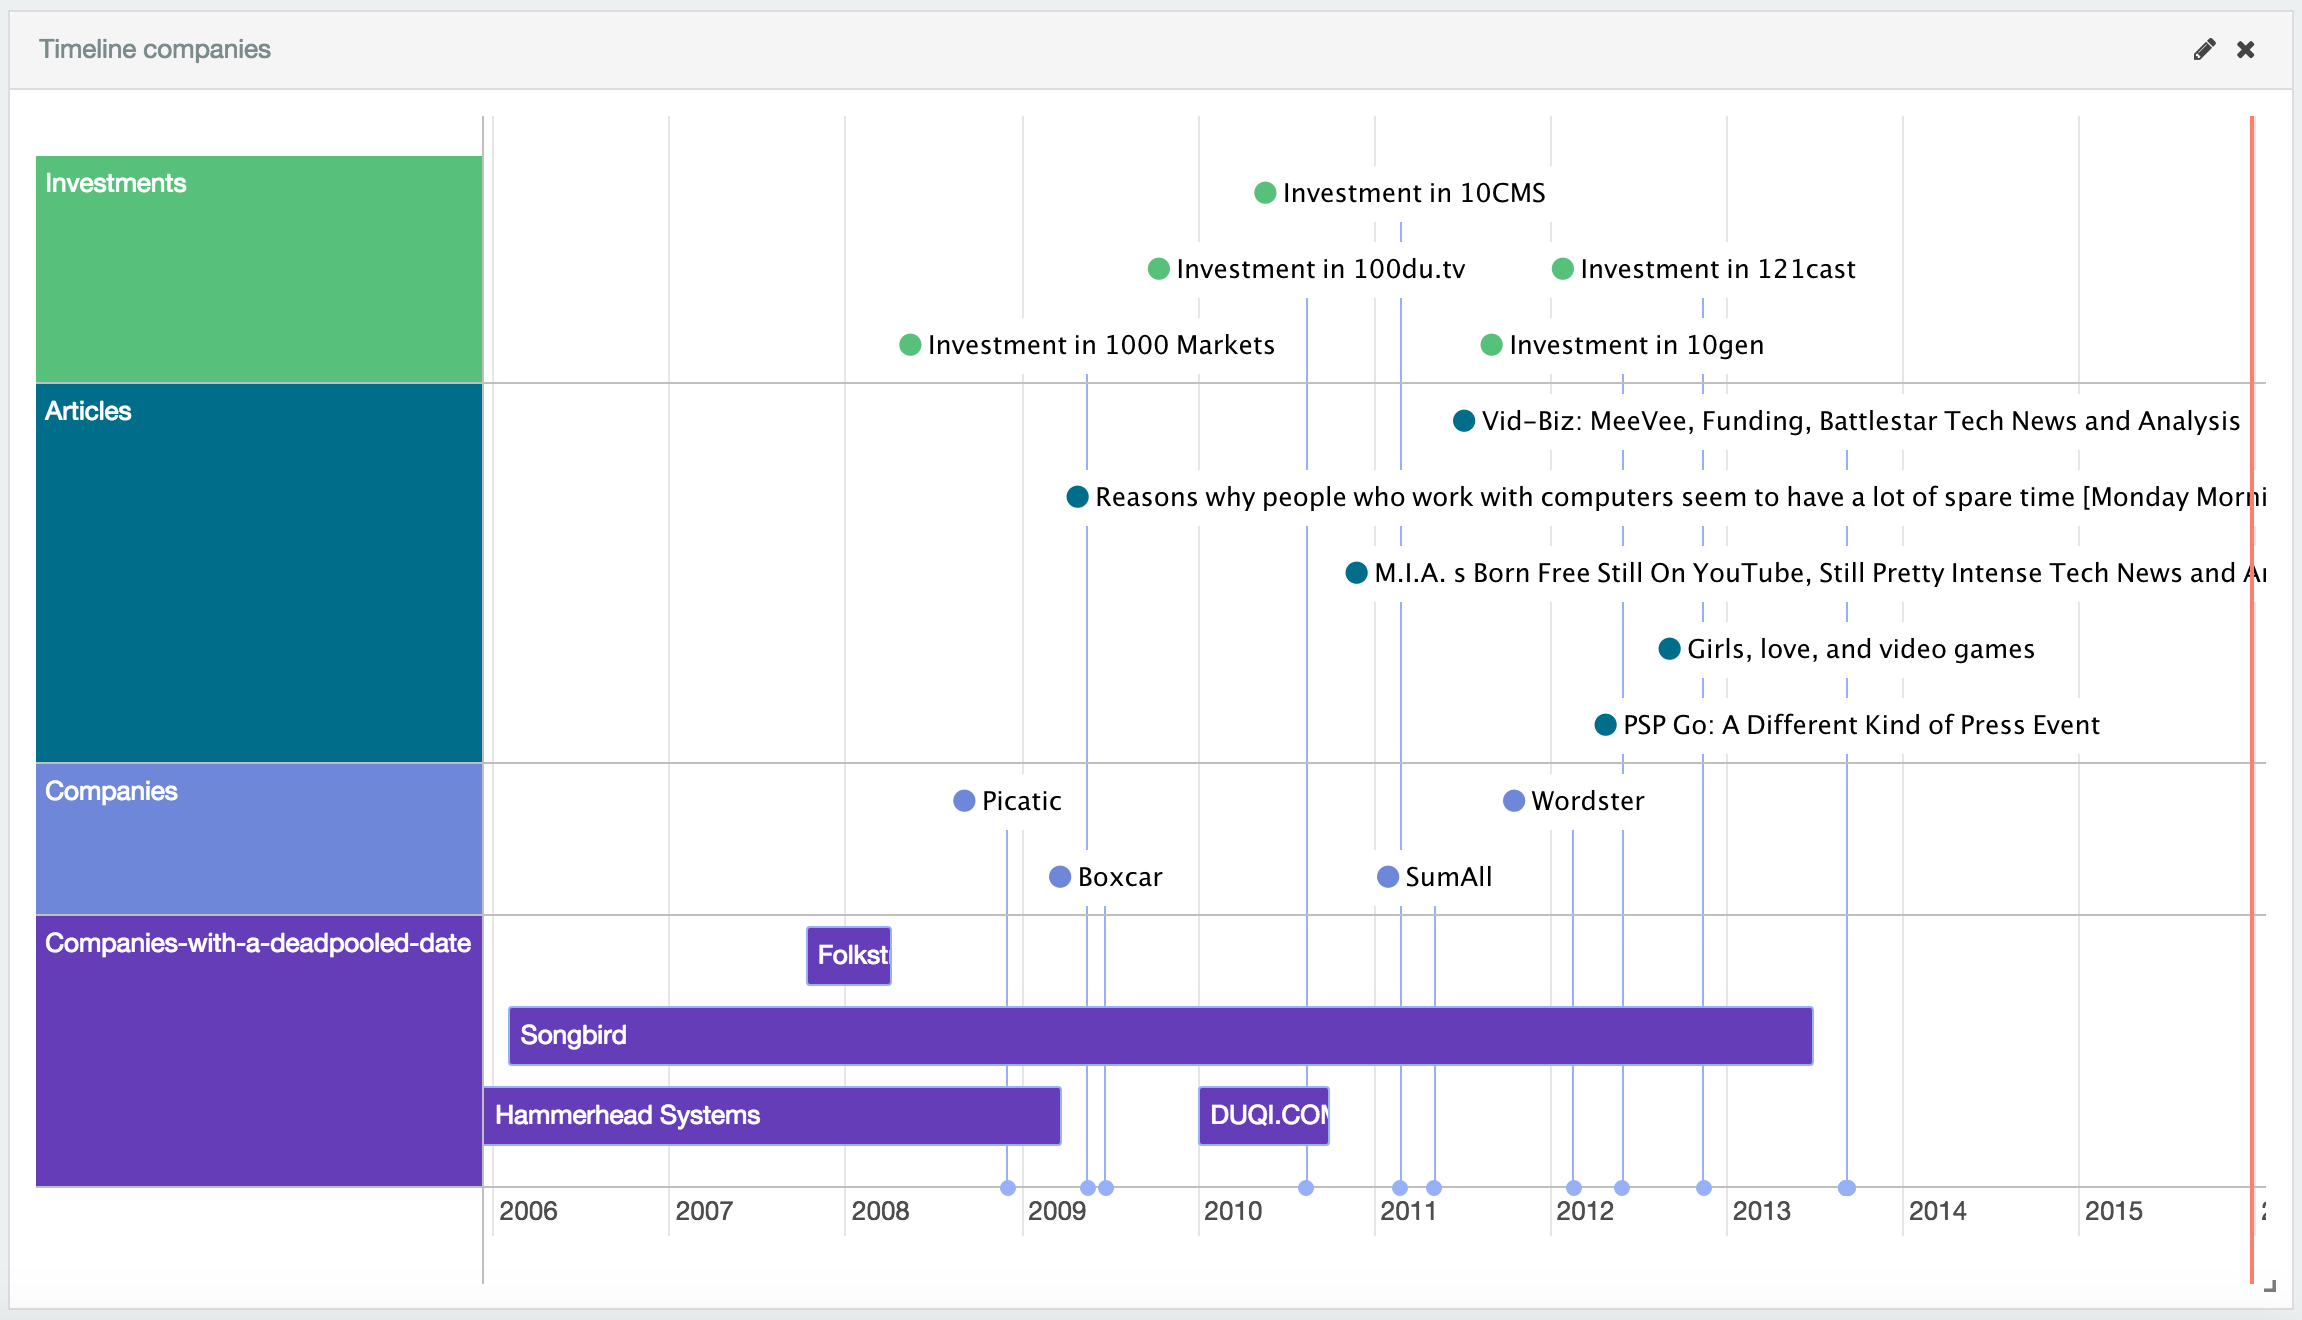 Timeline companies
Investments
Investment in 10CMS
Investment in 100du.tv
Investment in 121cast
Investment in 1000 Markets
Investment in 10gen
Articles
Vid-Biz: MeeVee, Funding, Battlestar Tech News and Analysis
Reasons why people who work with computers seem to have a lot of spare time [Monday Morni
M.I.A. s Born Free Still On YouTube, Still Pretty Intense Tech News and
Girls, love, and video games
PSP Go: A Different Kind of Press Event
Companies
Picatic
Wordster
Boxcar
SumAll
Companies-with-a-deadpooled-date
Folkst
Songbird
Hammerhead Systems
DUQI.COM
2006 2007 2008 2009 2010 2011 2012 2013 2014 2015